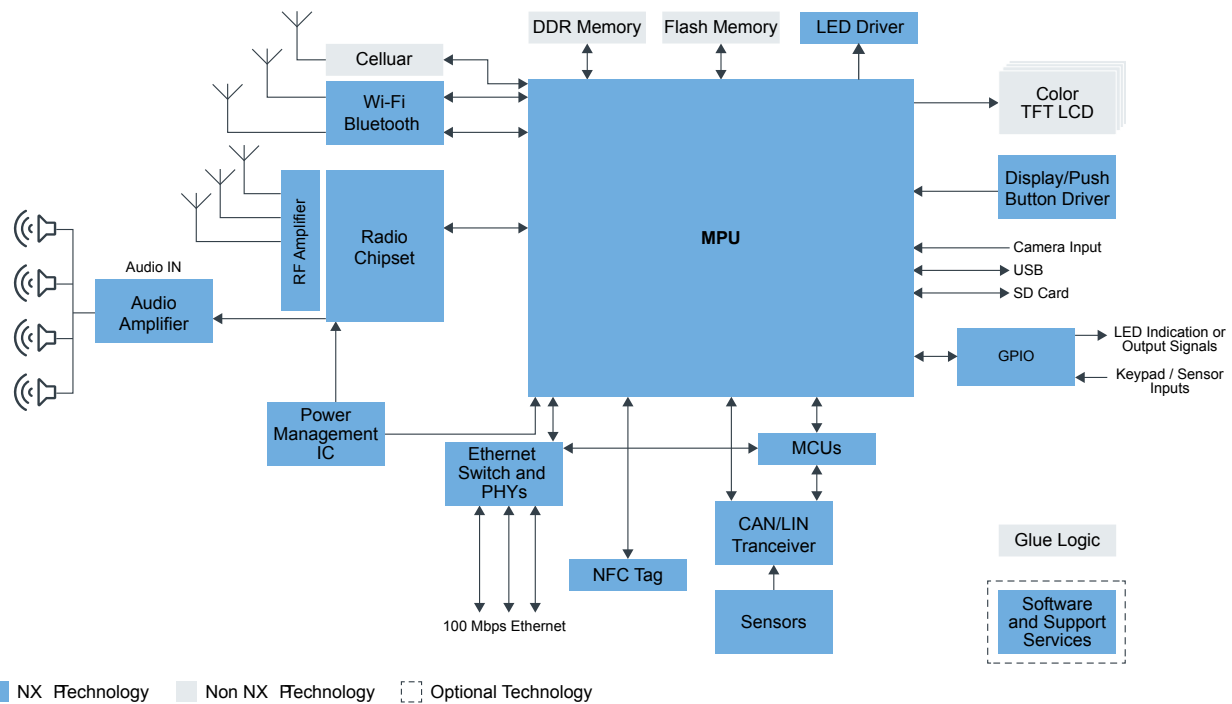 DDR Memory
Flash Memory
LED Driver
Celluar
Wi-Fi
Bluetooth
Color
TFT LCD
RF Amplifier
Radio
Chipset
MPU
Display/Push
Button Driver
Camera Input
USB
SD Card
Audio IN
Audio
Amplifier
GPIO
LED Indication or
Output Signals
Keypad / Sensor
Inputs
Power
Management
IC
Ethernet
Switch and
PHYs
MCUs
CAN/LIN
Tranceiver
NFC Tag
Sensors
100 Mbps Ethernet
Glue Logic
Software
and Support
Services
NX PTechnology
Non NX PTechnology
Optional Technology